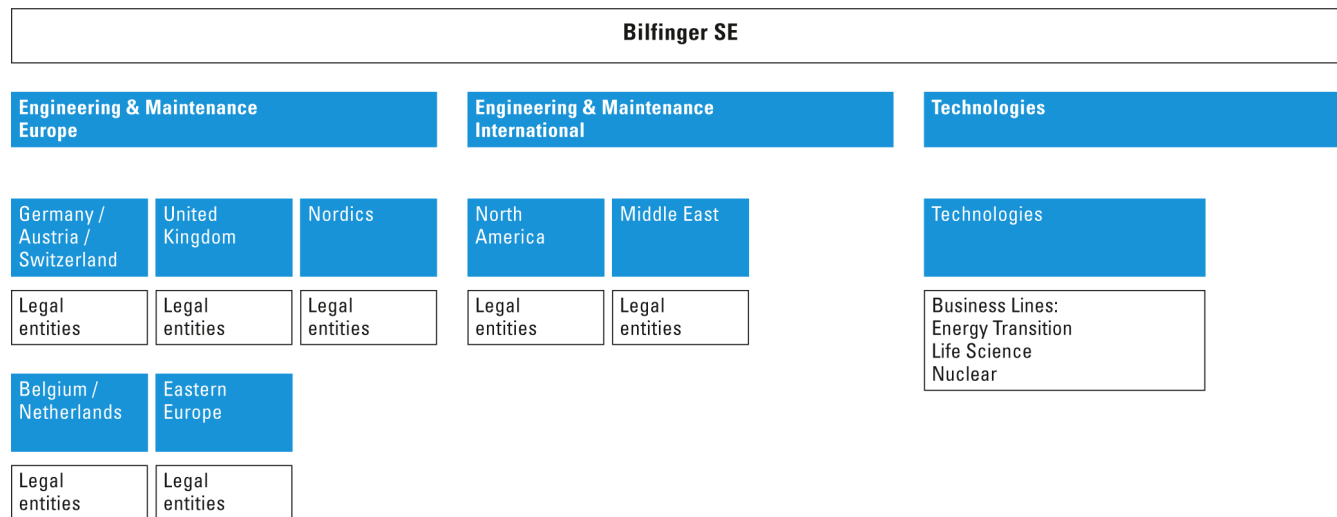 Bilfinger SE
Engineering & Maintenance
Europe
Engineering & Maintenance
International
Technologies
Germany /
Austria /
Switzerland
United
Kingdom
Nordics
North
America
Middle East
Technologies
Legal
entities
Legal
entities
Legal
entities
Legal
entities
Legal
entities
Business Lines:
Energy Transition
Life Science
Nuclear
Belgium /
Netherlands
Eastern
Europe
Legal
entities
Legal
entities